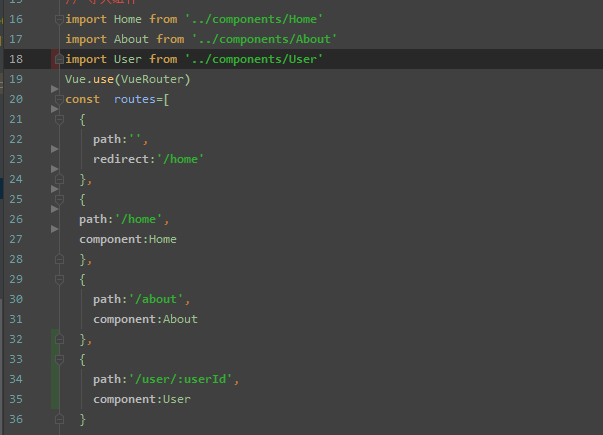 16 import Home from '../components/Home'
17 import About from '../components/About'
18 import User from '../components/User'
19 Vue.use(VueRouter)
20 const  routes=[
21   {
22     path:'',
23     redirect:'/home'
24   },
25   {
26   path:'/home',
27   component:Home
28   },
29   {
30     path:'/about',
31     component:About
32   },
33   {
34     path:'/user/:userId',
35     component:User
36   }